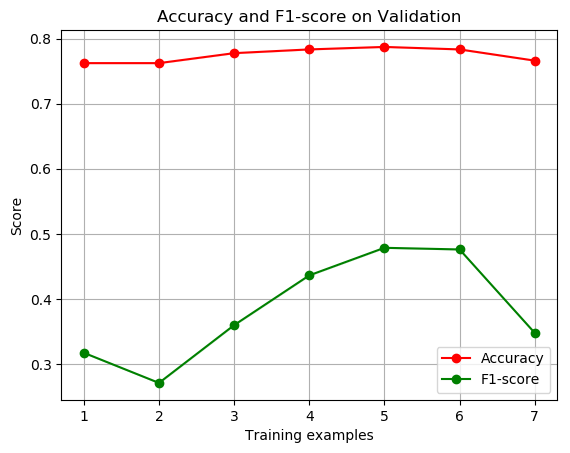 Accuracy and F1-score on Validation
0.8
0.7
0.6
0.5
0.4
0.3
Score
Accuracy
F1-score
1 2 3 4 5 6 7
Training examples